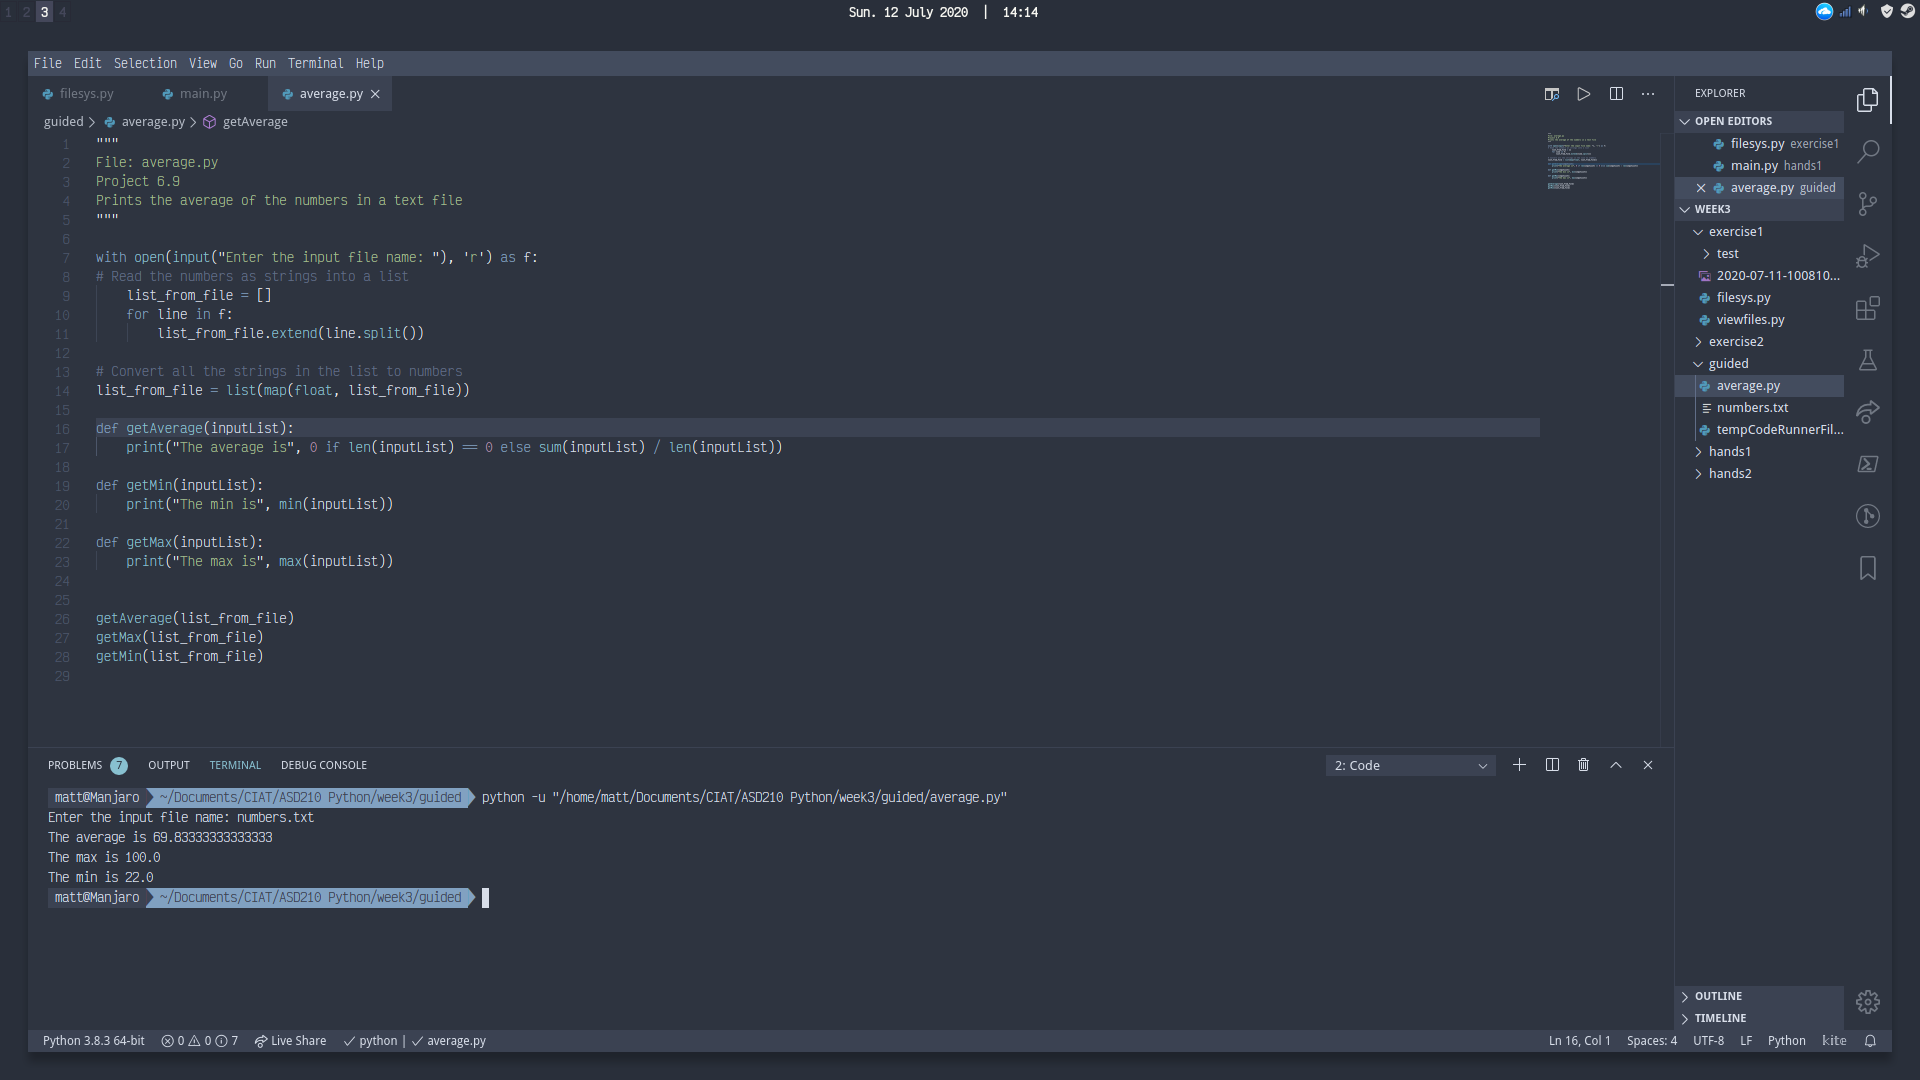 1 2 3 4
Sun. 12 July 2020 | 14:14
File Edit Selection View Go Run Terminal Help
filesys.py main.py average.py
guided > average.py > getAverage
1 """
2 File: average.py
3 Project 6.9
4 Prints the average of the numbers in a text file
5 """
6
7 with open(input("Enter the input file name: "), 'r') as f:
8 # Read the numbers as strings into a list
9     list_from_file = []
10     for line in f:
11         list_from_file.extend(line.split())
12
13 # Convert all the strings in the list to numbers
14 list_from_file = list(map(float, list_from_file))
15
16 def getAverage(inputList):
17     print("The average is", 0 if len(inputList) == 0 else sum(inputList) / len(inputList))
18
19 def getMin(inputList):
20     print("The min is", min(inputList))
21
22 def getMax(inputList):
23     print("The max is", max(inputList))
24
25
26 getAverage(list_from_file)
27 getMax(list_from_file)
28 getMin(list_from_file)
29
EXPLORER
OPEN EDITORS
filesys.py exercise1
main.py hands1
average.py guided
WEEK3
exercise1
test
2020-07-11-100810...
filesys.py
viewfiles.py
exercise2
guided
average.py
numbers.txt
tempCodeRunnerFil...
hands1
hands2
OUTLINE
TIMELINE
PROBLEMS 7 OUTPUT TERMINAL DEBUG CONSOLE
2: Code
matt@Manjaro ~/Documents/CIAT/ASD210 Python/week3/guided python -u "/home/matt/Documents/CIAT/ASD210 Python/week3/guided/average.py"
Enter the input file name: numbers.txt
The average is 69.83333333333333
The max is 100.0
The min is 22.0
matt@Manjaro ~/Documents/CIAT/ASD210 Python/week3/guided
Python 3.8.3 64-bit 0 0 7 Live Share python | average.py
Ln 16, Col 1 Spaces: 4 UTF-8 LF Python kite